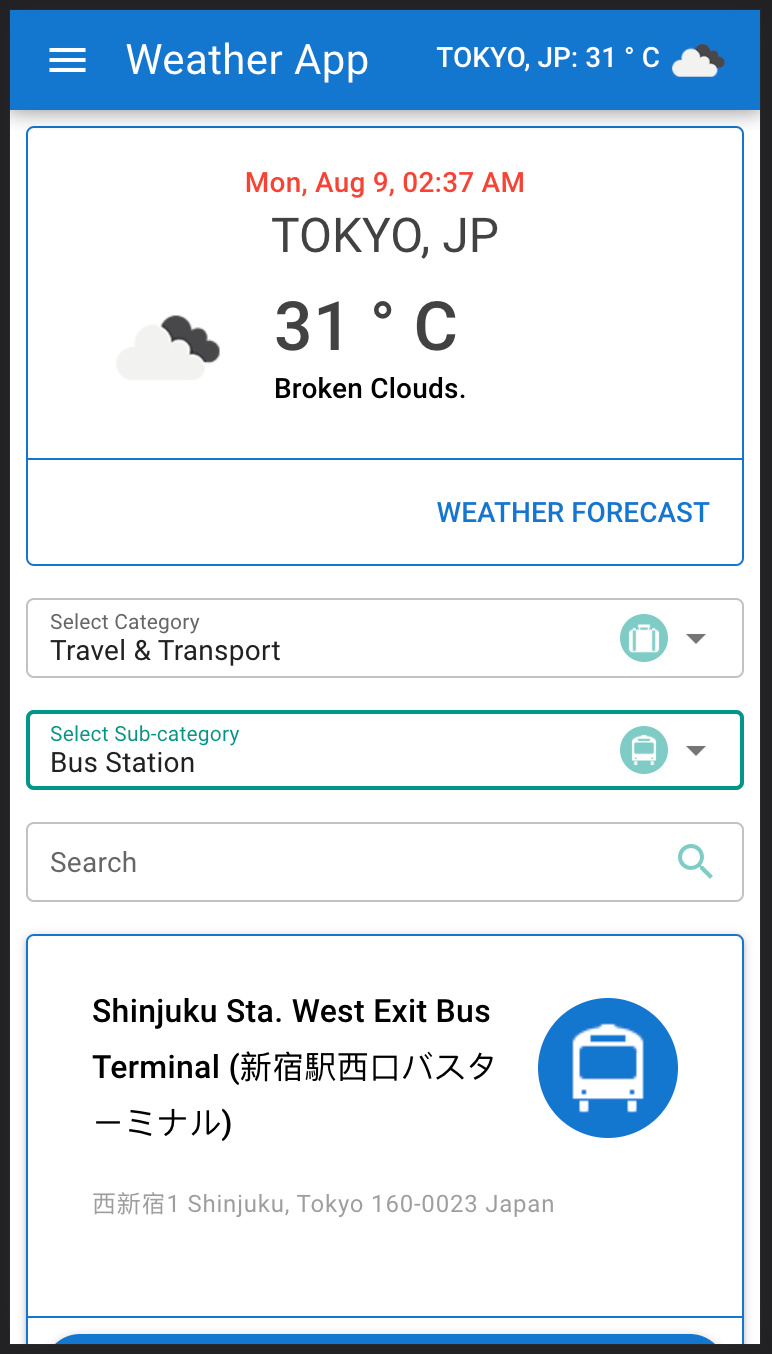 Weather App
TOKYO, JP: 31 ° C
Mon, Aug 9, 02:37 AM
TOKYO, JP
31 ° C
Broken Clouds.
WEATHER FORECAST
Select Category
Travel & Transport
Select Sub-category
Bus Station
Search
Shinjuku Sta. West Exit Bus
Terminal (新宿駅西口バスタ
ーミナル)
西新宿1 Shinjuku, Tokyo 160-0023 Japan